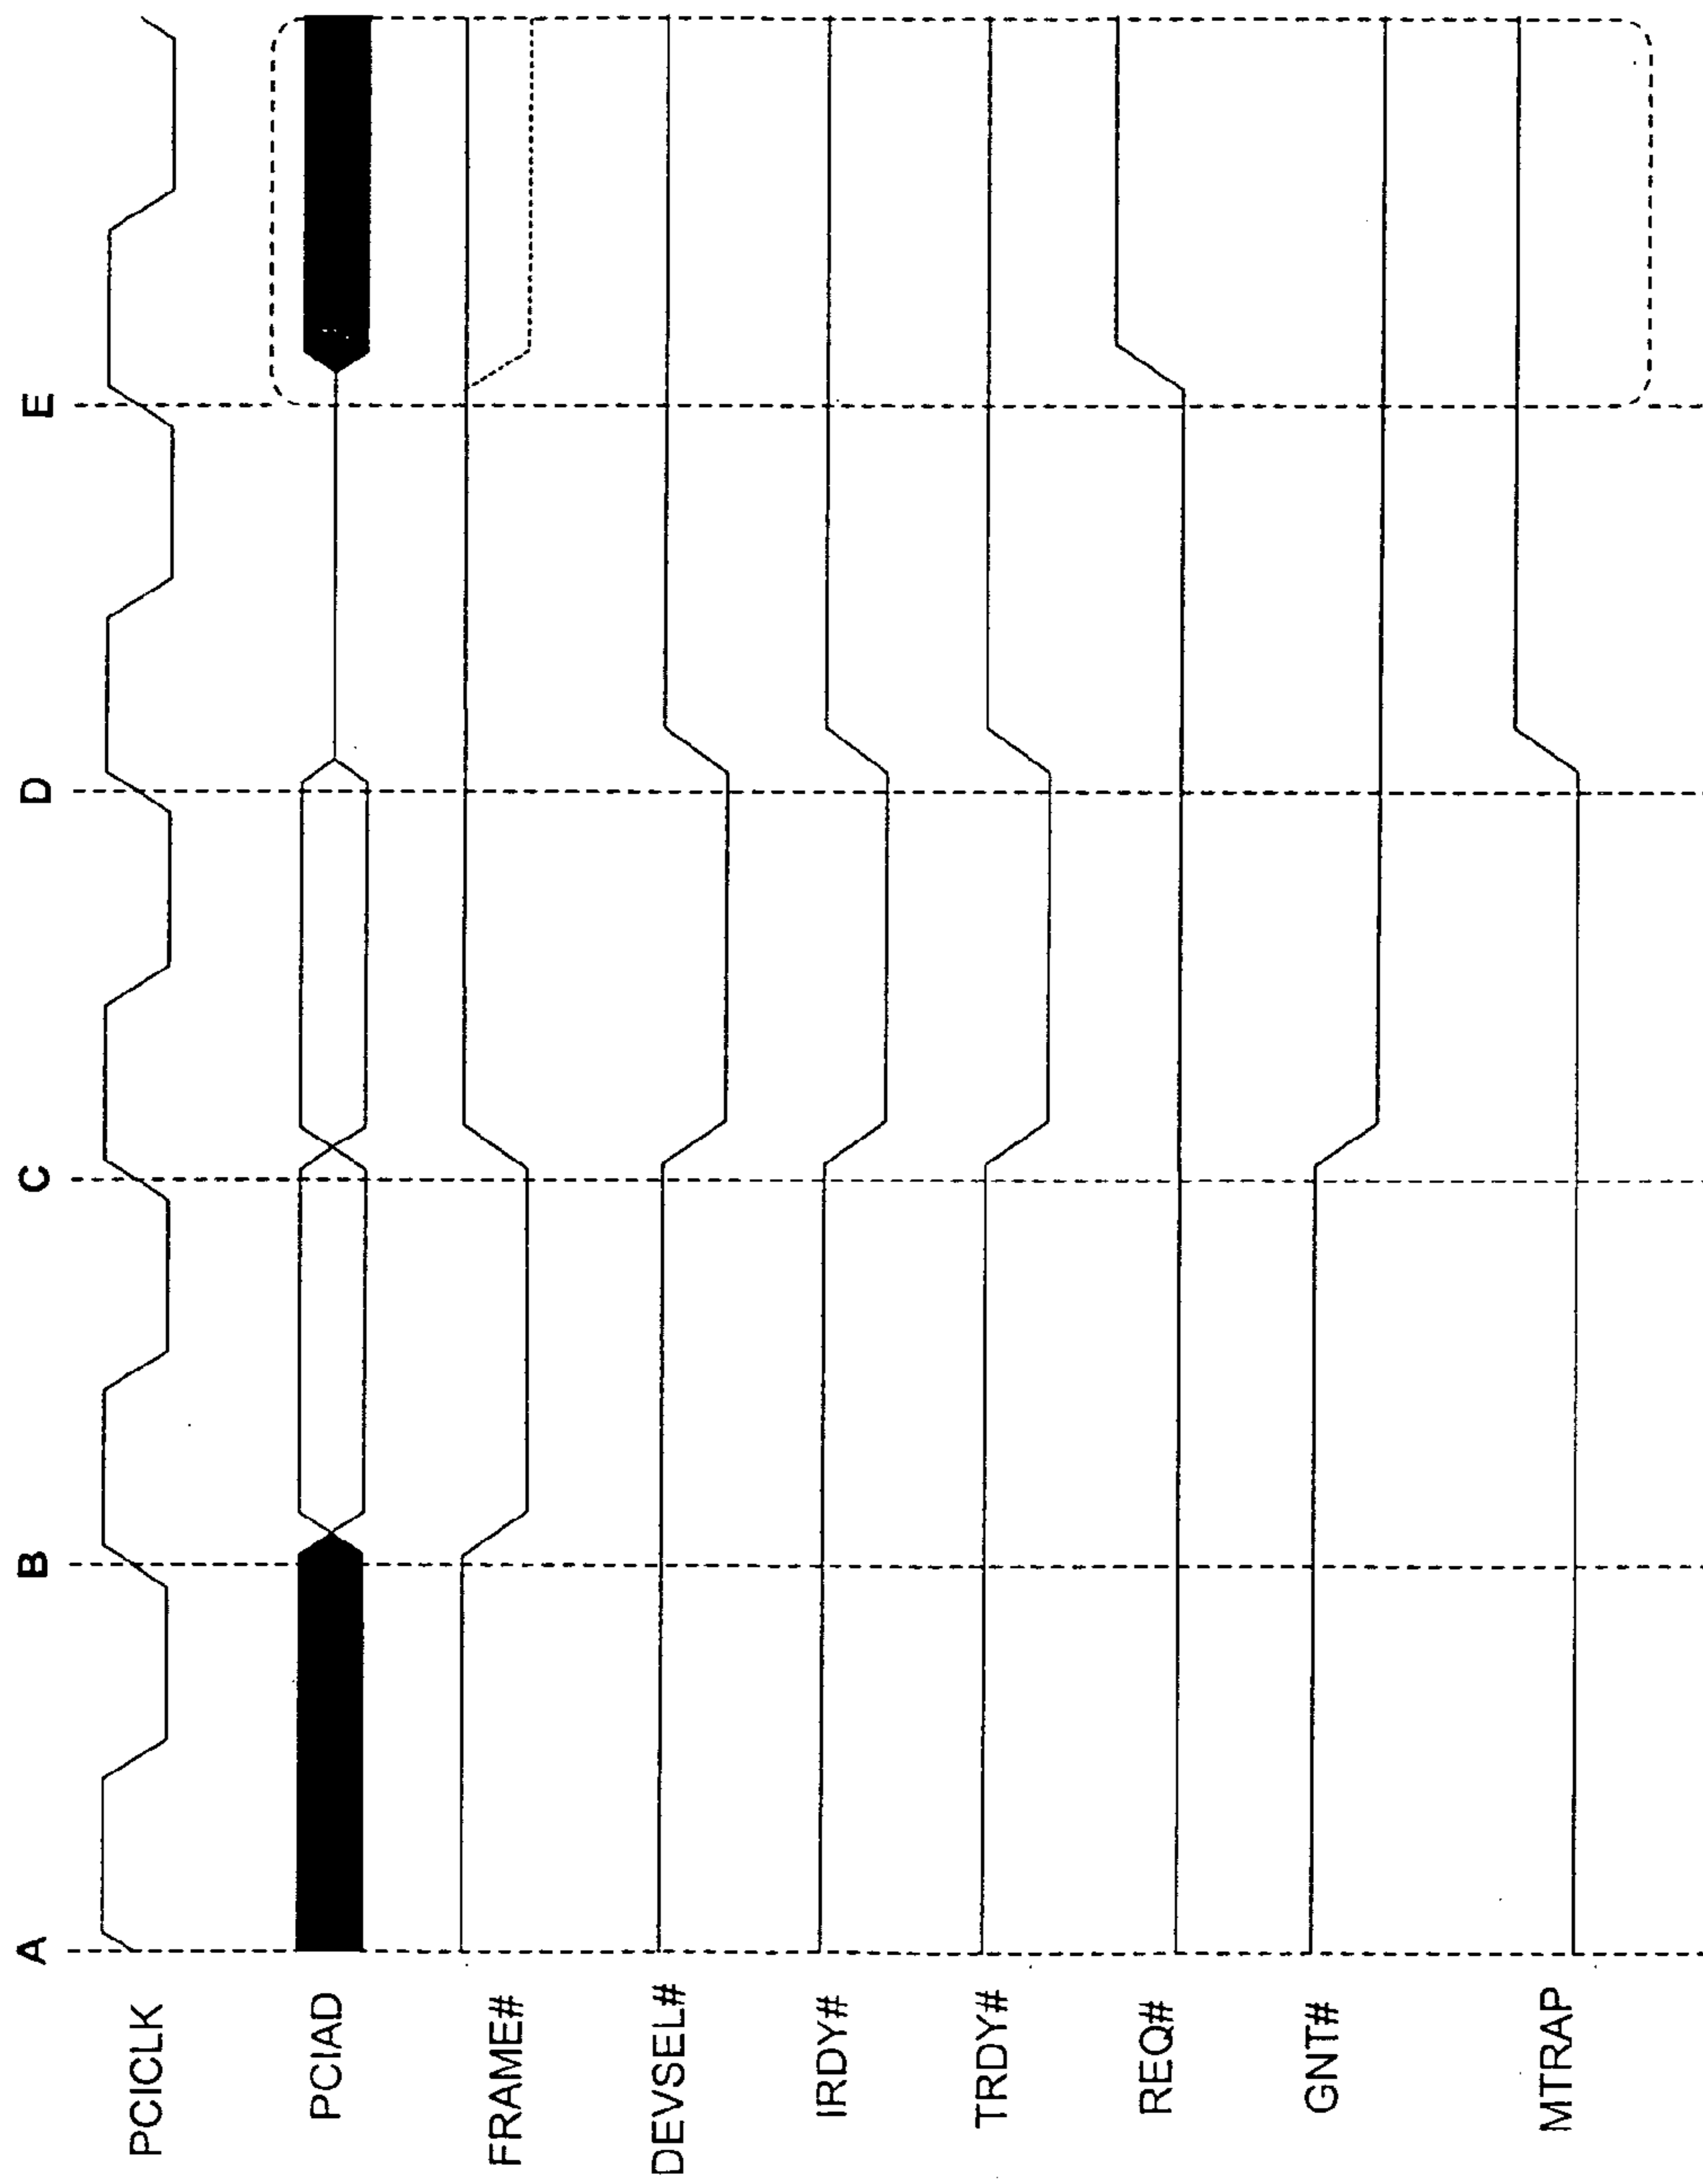 A B C D E
PCICLK
PCIAD
FRAME#
DEVSEL#
IRDY#
TRDY#
REQ#
GNT#
MTRAP